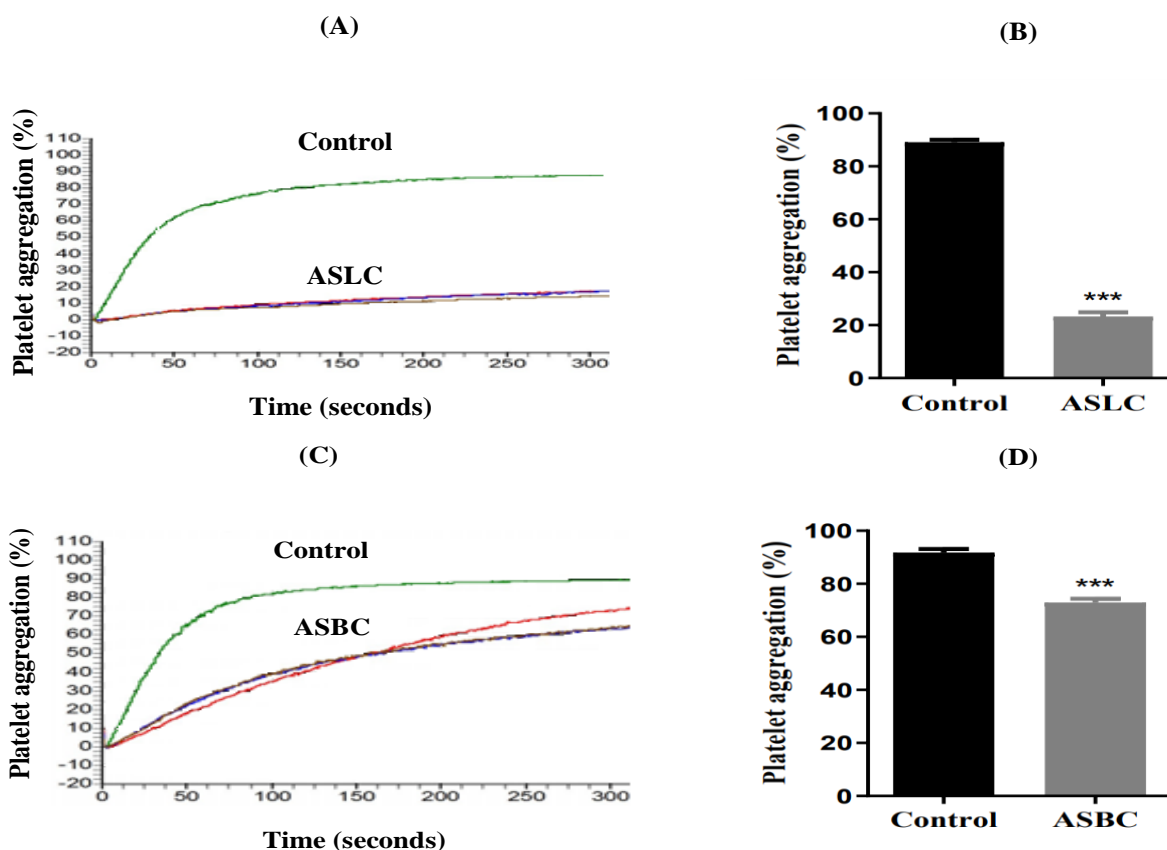 (A)
Platelet aggregation (%)
110
100
90
80
70
60
50
40
30
20
10
0
-10
-20
Control
ASLC
0 50 100 150 200 250 300
Time (seconds)
(B)
Platelet aggregation (%)
100
80
60
40
20
0
***
Control ASLC
(C)
Platelet aggregation (%)
110
100
90
80
70
60
50
40
30
20
10
0
-10
-20
Control
ASBC
0 50 100 150 200 250 300
Time (seconds)
(D)
Platelet aggregation (%)
100
80
60
40
20
0
***
Control ASBC